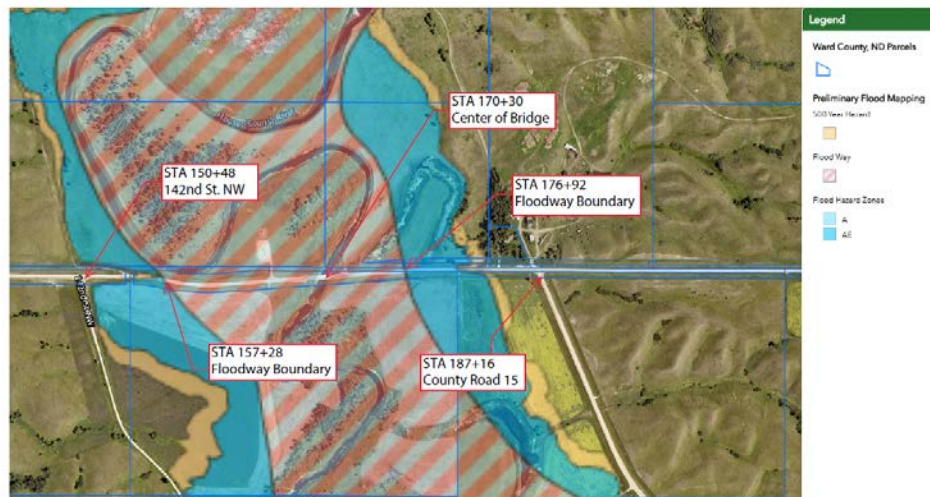 Legend
Ward County, ND Parcels
Preliminary Flood Mapping
500 Year
Flood Way
Flood Hazard Zones
A
AE
STA 170+30
Center of Bridge
STA 150+48
142nd St. NW
STA 176+92
Floodway Boundary
STA 157+28
Floodway Boundary
STA 187+16
County Road 15